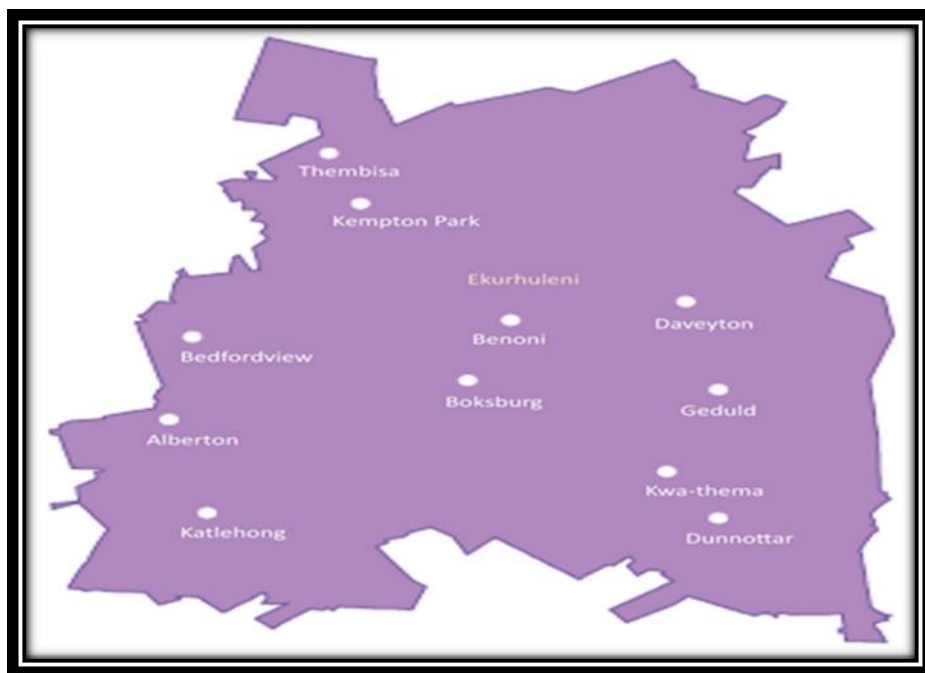 Thembisa
Kempton Park
Ekurhuleni
Daveyton
Benoni
Bedfordview
Boksburg
Geduld
Alberton
Kwa-thema
Katlehong
Dunnottar